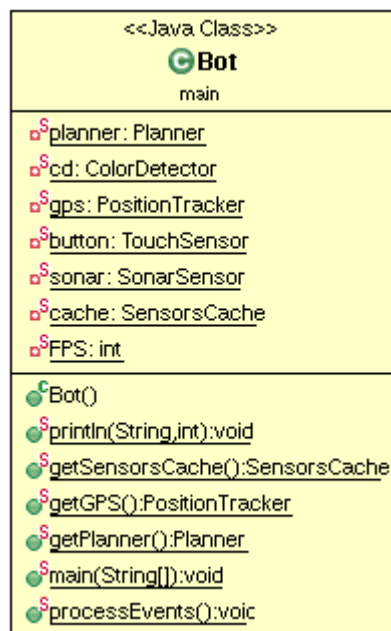 <<Java Class>>
C Bot
main
S planner: Planner
S cd: ColorDetector
S gps: PositionTracker
S button: TouchSensor
S sonar: SonarSensor
S cache: SensorsCache
S FPS: int
C Bot()
S println(String,int):void
S getSensorsCache():SensorsCache
S getGPS():PositionTracker
S getPlanner():Planner
S main(String[]):void
S processEvents():voic